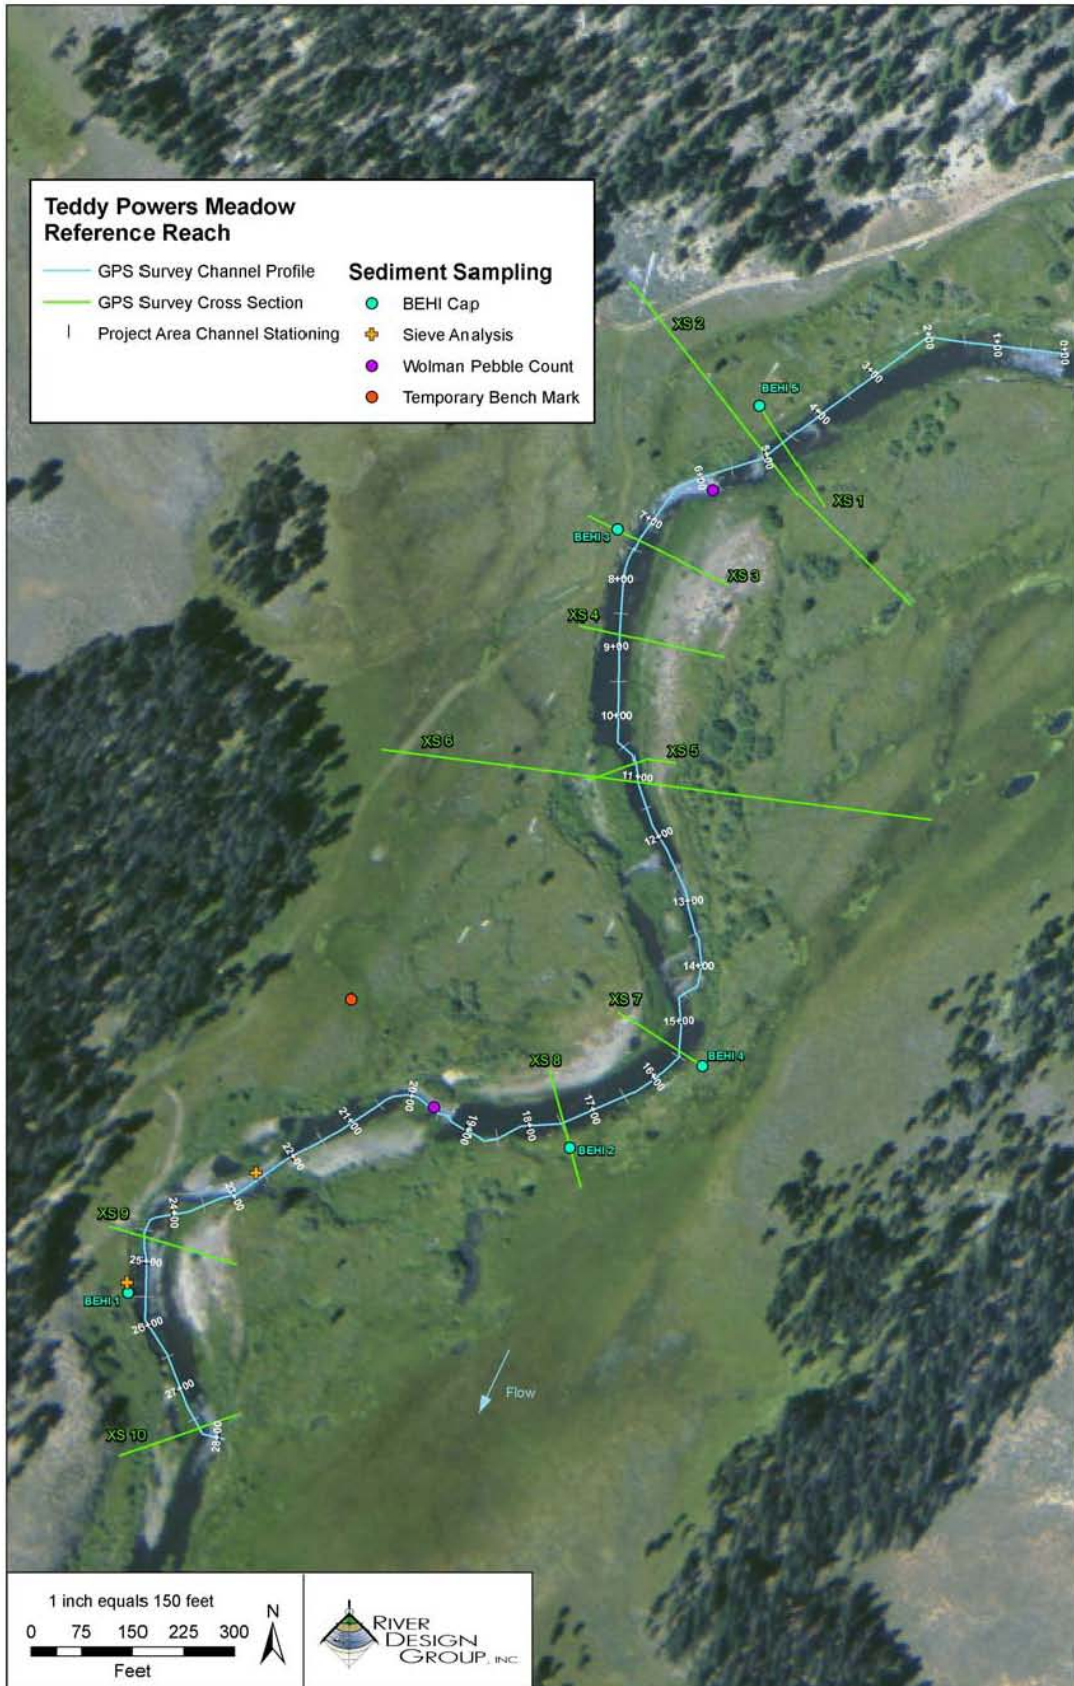 Teddy Powers Meadow
Reference Reach
GPS Survey Channel Profile
GPS Survey Cross Section
Project Area Channel Stationing
Sediment Sampling
BEHI Cap
Sieve Analysis
Wolman Pebble Count
Temporary Bench Mark
XS 2
0+00
1+00
2+00
3+00
BEHI 5
4+00
5+00
XS 1
6+00
7+00
BEHI 3
XS 3
8+00
XS 4
9+00
10+00
XS 6
XS 5
11+00
12+00
13+00
14+00
XS 7
15+00
BEHI 4
XS 8
16+00
17+00
18+00
19+00
20+00
21+00
BEHI 2
22+00
23+00
24+00
XS 9
25+00
BEHI 1
26+00
27+00
Flow
XS 10
28+00
1 inch equals 150 feet
0 75 150 225 300
Feet
N
RIVER
DESIGN
GROUP, INC